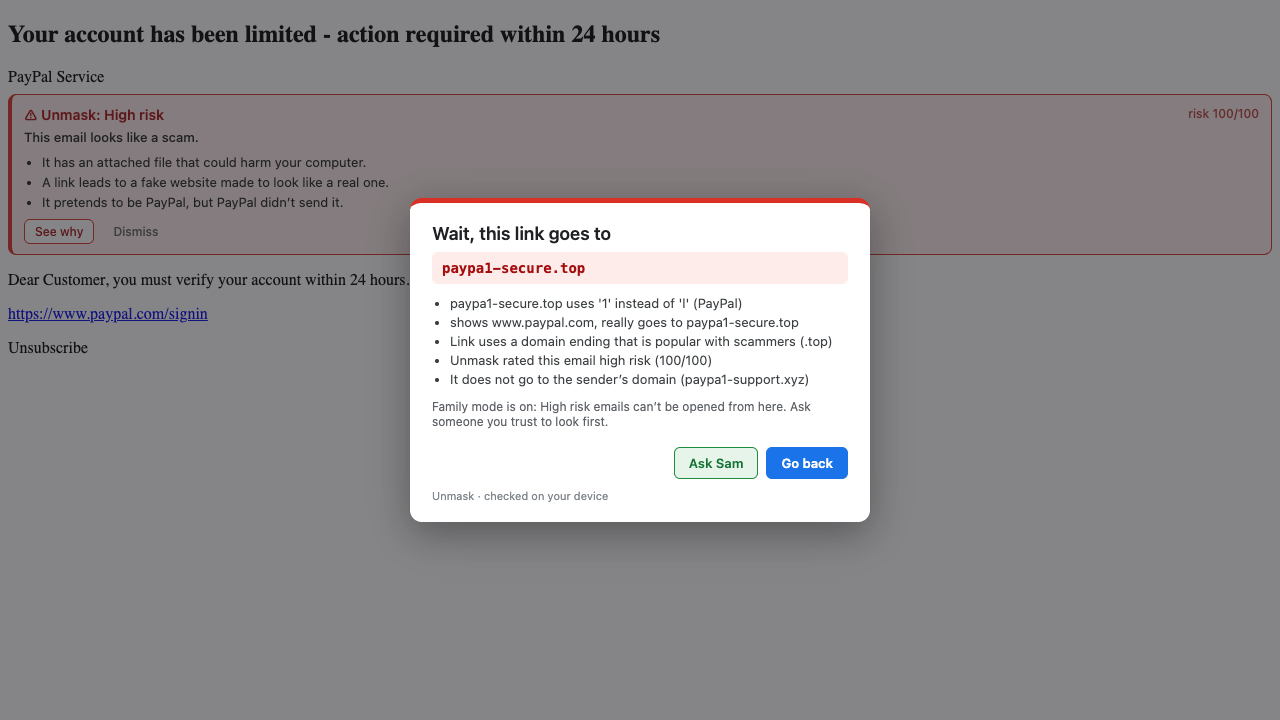 Your account has been limited - action required within 24 hours
PayPal Service
⚠ Unmask: High risk
risk 100/100
This email looks like a scam.
• It has an attached file that could harm your computer.
• A link leads to a fake website made to look like a real one.
• It pretends to be PayPal, but PayPal didn’t send it.
See why
Dismiss
Dear Customer, you must verify your account within 24 hours.
https://www.paypal.com/signin
Unsubscribe
Wait, this link goes to
paypa1-secure.top
• paypa1-secure.top uses '1' instead of 'l' (PayPal)
• shows www.paypal.com, really goes to paypa1-secure.top
• Link uses a domain ending that is popular with scammers (.top)
• Unmask rated this email high risk (100/100)
• It does not go to the sender’s domain (paypa1-support.xyz)
Family mode is on: High risk emails can’t be opened from here. Ask
someone you trust to look first.
Ask Sam
Go back
Unmask · checked on your device